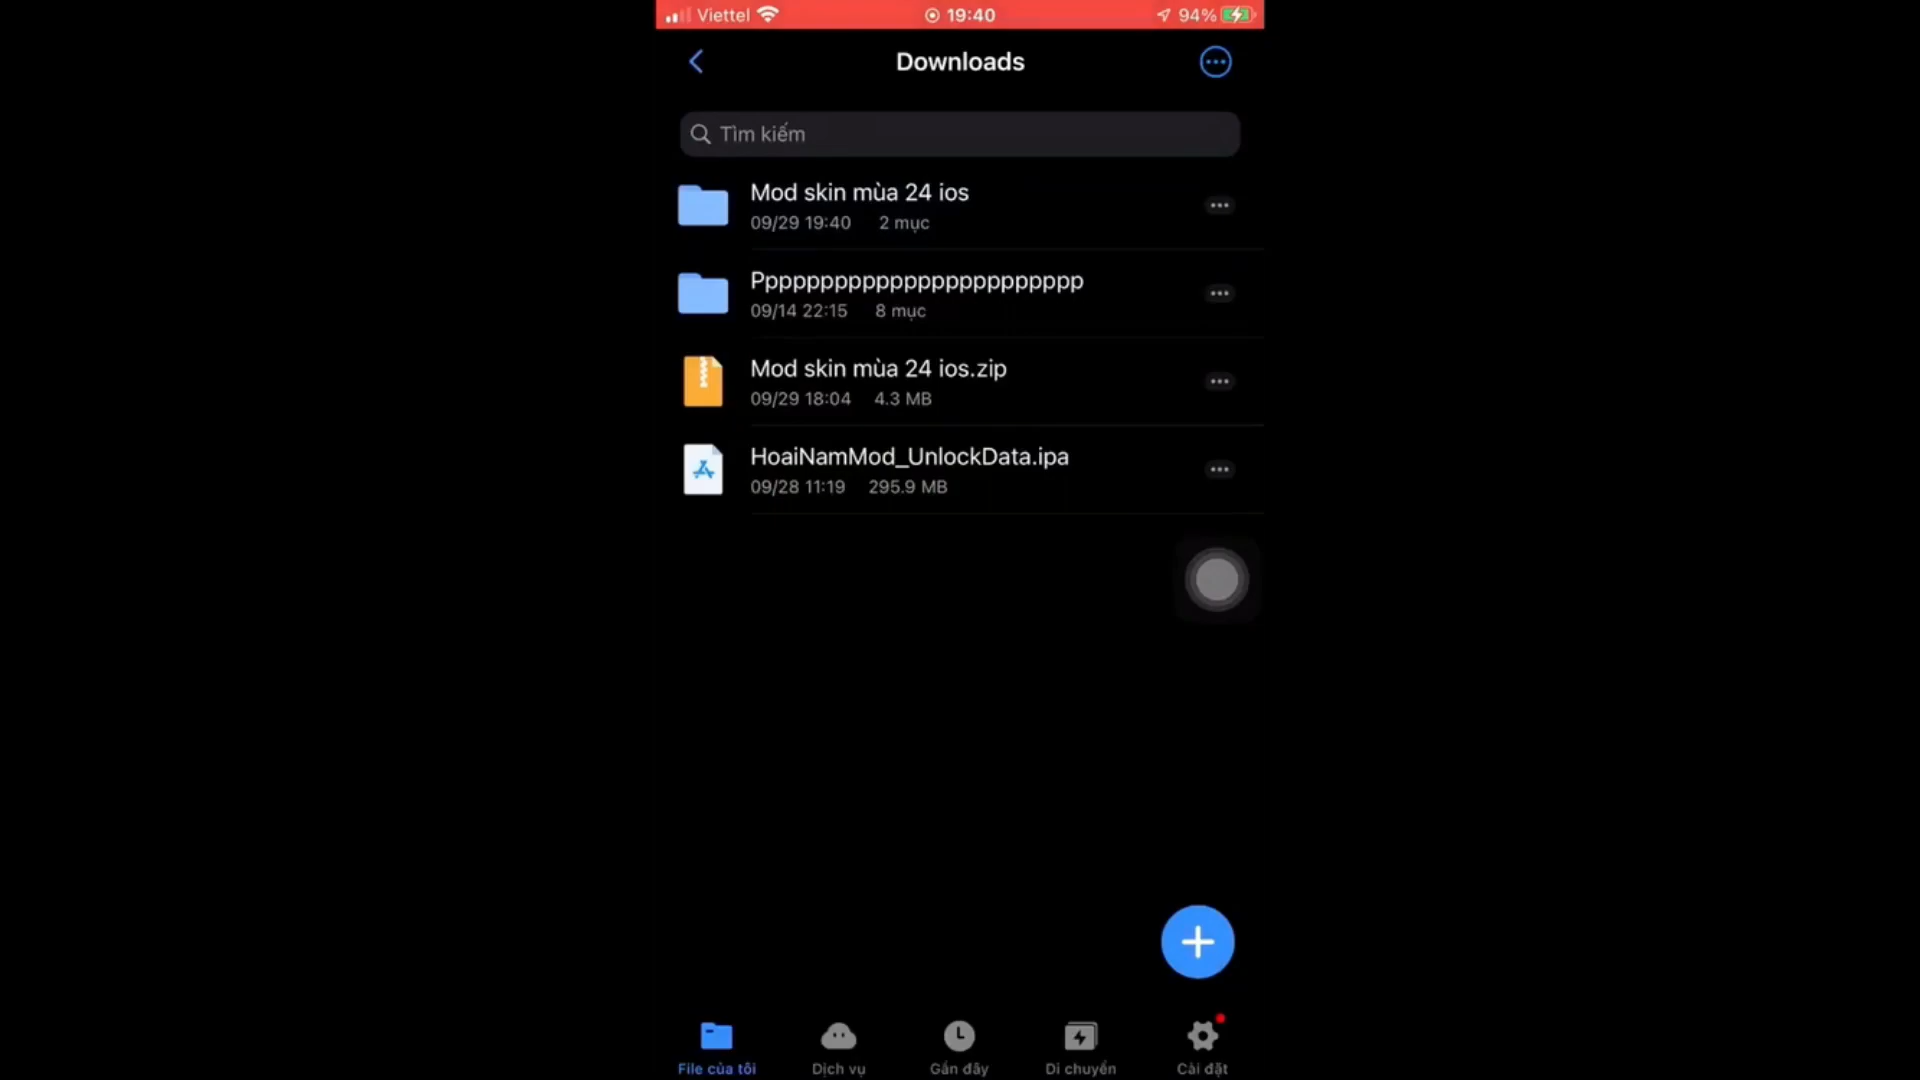 Viettel 19:40 94%
Downloads
Tìm kiếm
Mod skin mùa 24 ios
09/29 19:40 2 mục
Pppppppppppppppppppppppp
09/14 22:15 8 mục
Mod skin mùa 24 ios.zip
09/29 18:04 4.3 MB
HoaiNamMod_UnlockData.ipa
09/28 11:19 295.9 MB
File của tôi Dịch vụ Gần đây Di chuyển Cài đặt